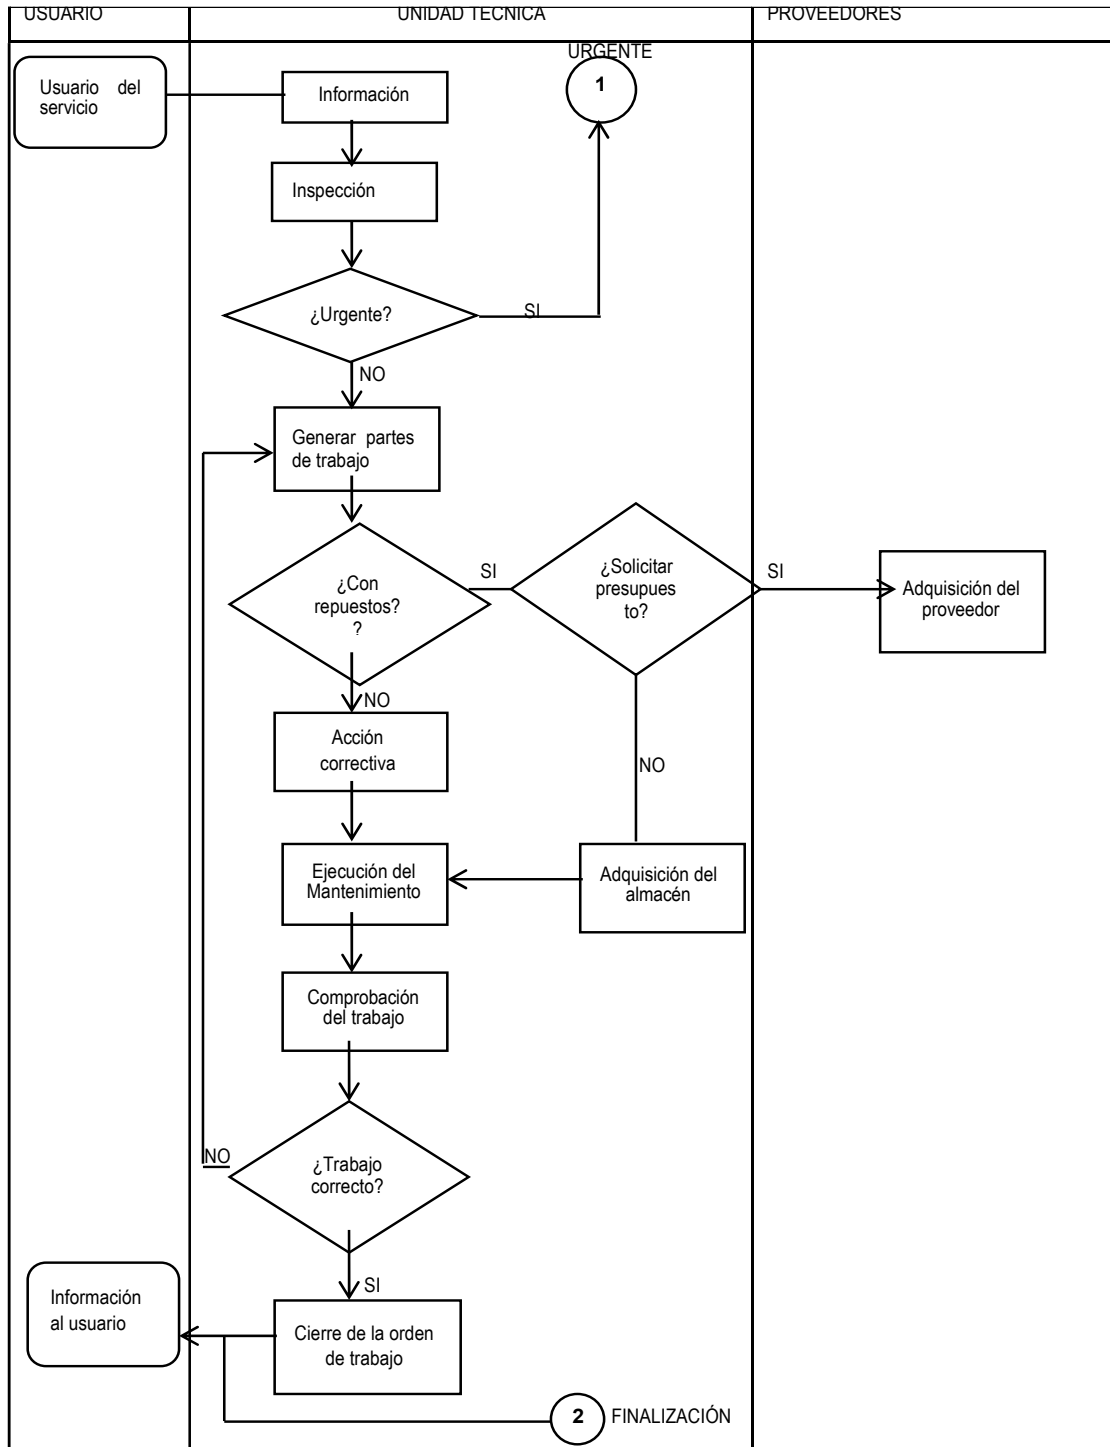 USUARIO
UNIDAD TECNICA
PROVEEDORES
URGENTE
1
Usuario del
servicio
Información
Inspección
¿Urgente?
SI
NO
Generar partes
de trabajo
¿Con
repuestos?
?
SI
¿Solicitar
presupues
to?
SI
Adquisición del
proveedor
NO
Acción
correctiva
NO
Ejecución del
Mantenimiento
Adquisición del
almacén
Comprobación
del trabajo
NO
¿Trabajo
correcto?
SI
Información
al usuario
Cierre de la orden
de trabajo
2
FINALIZACIÓN